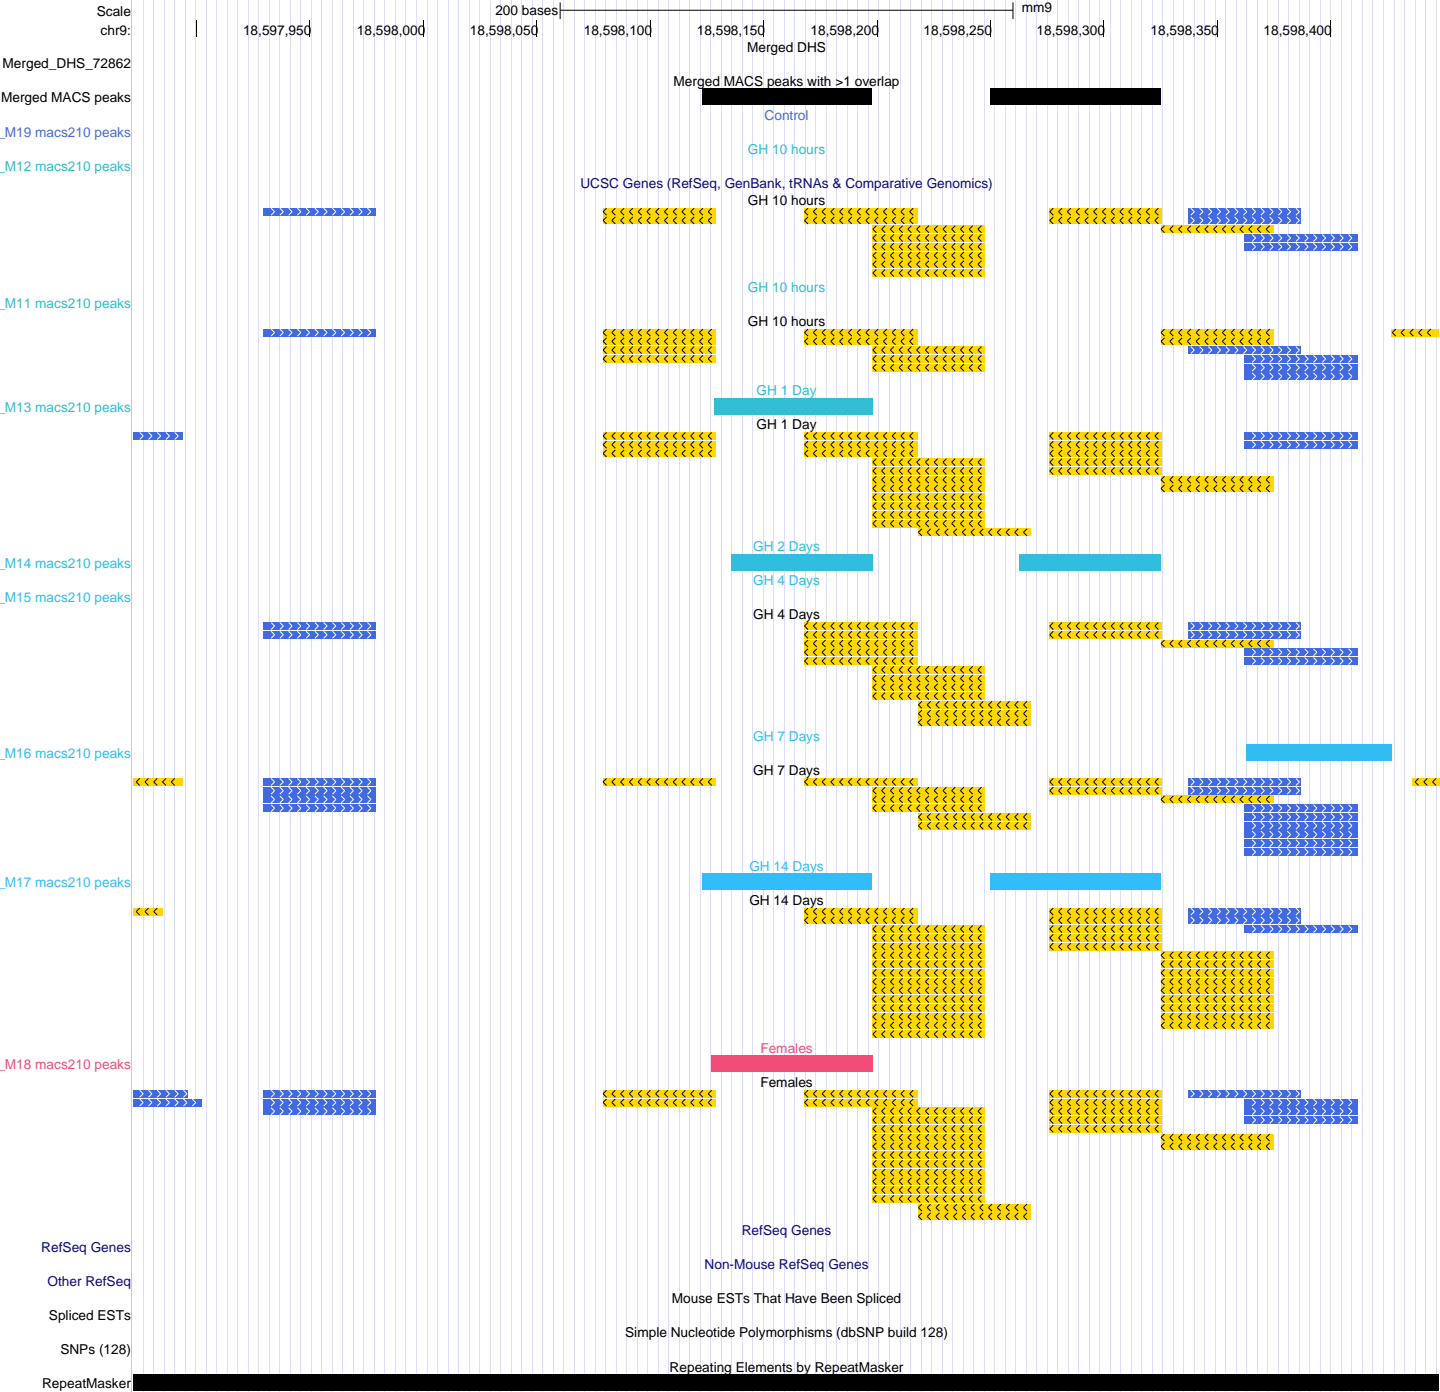 Scale 200 bases mm9
chr9: 18,597,950 18,598,000 18,598,050 18,598,100 18,598,150 18,598,200 18,598,250 18,598,300 18,598,350 18,598,400
Merged DHS
Merged_DHS_72862
Merged MACS peaks with >1 overlap
Merged MACS peaks
Control
_M19 macs210 peaks
GH 10 hours
_M12 macs210 peaks
UCSC Genes (RefSeq, GenBank, tRNAs & Comparative Genomics)
GH 10 hours
GH 10 hours
_M11 macs210 peaks
GH 10 hours
GH 1 Day
_M13 macs210 peaks
GH 1 Day
GH 2 Days
_M14 macs210 peaks
GH 4 Days
_M15 macs210 peaks
GH 4 Days
GH 7 Days
_M16 macs210 peaks
GH 7 Days
GH 14 Days
_M17 macs210 peaks
GH 14 Days
Females
_M18 macs210 peaks
Females
RefSeq Genes
RefSeq Genes
Non-Mouse RefSeq Genes
Other RefSeq
Mouse ESTs That Have Been Spliced
Spliced ESTs
Simple Nucleotide Polymorphisms (dbSNP build 128)
SNPs (128)
Repeating Elements by RepeatMasker
RepeatMasker